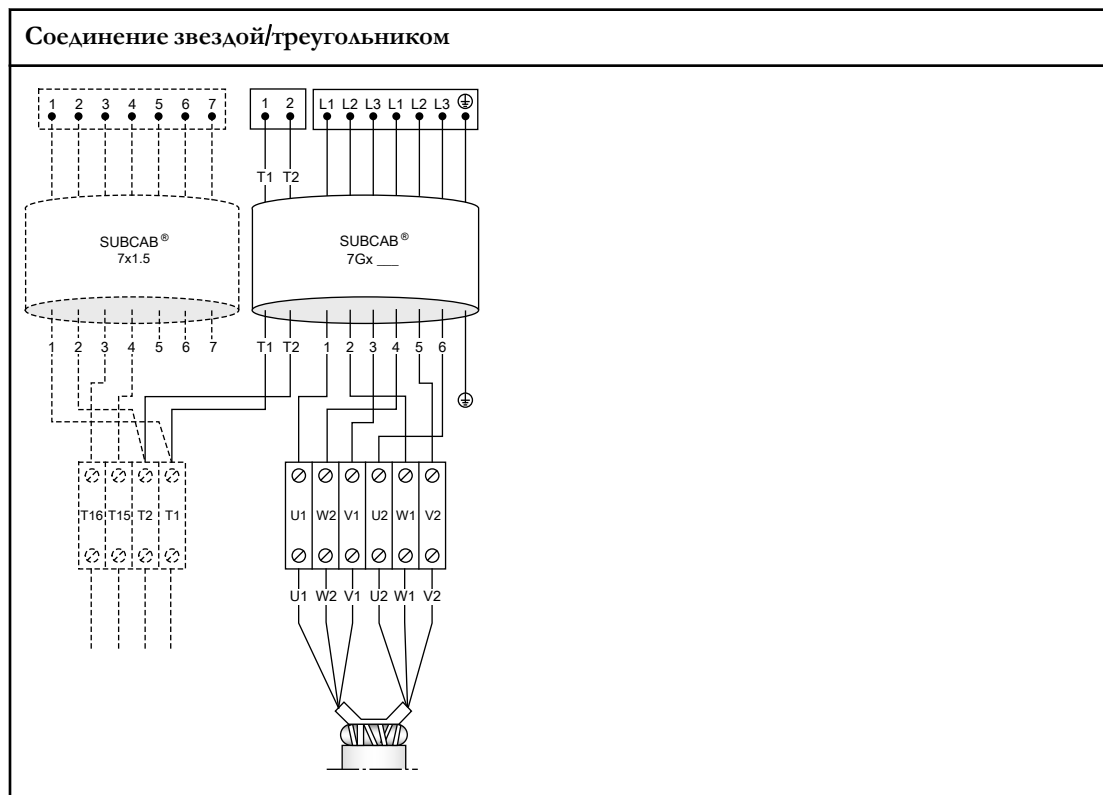 Соединение звездой/треугольником
1 2 3 4 5 6 7
1 2
L1 L2 L3 L1 L2 L3
T1 T2
SUBCAB®
7x1.5
SUBCAB®
7Gx ___
1 2 3 4 5 6 7
T1 T2 1 2 3 4 5 6
T16 T15 T2 T1
U1 W2 V1 U2 W1 V2
U1 W2 V1 U2 W1 V2